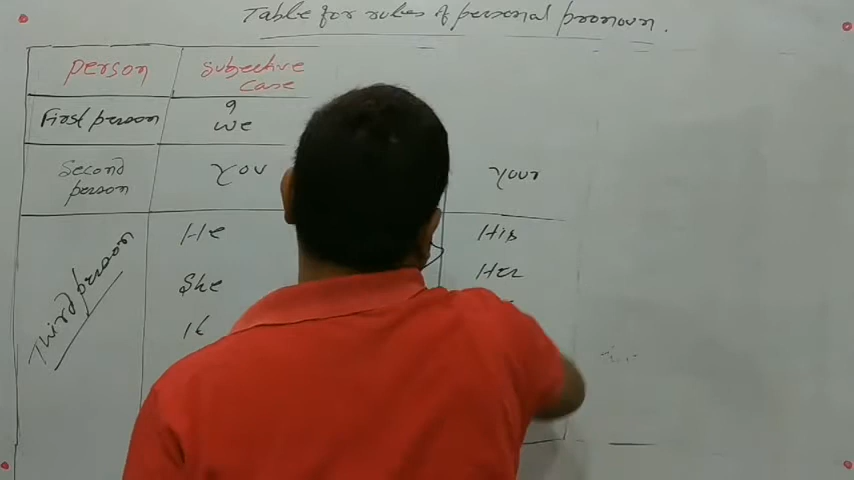 Table for rules of personal pronoun.
Person
Subjective
Case
First person
I
We
Second
person
You
Your
Third person
He
His
She
Her
It